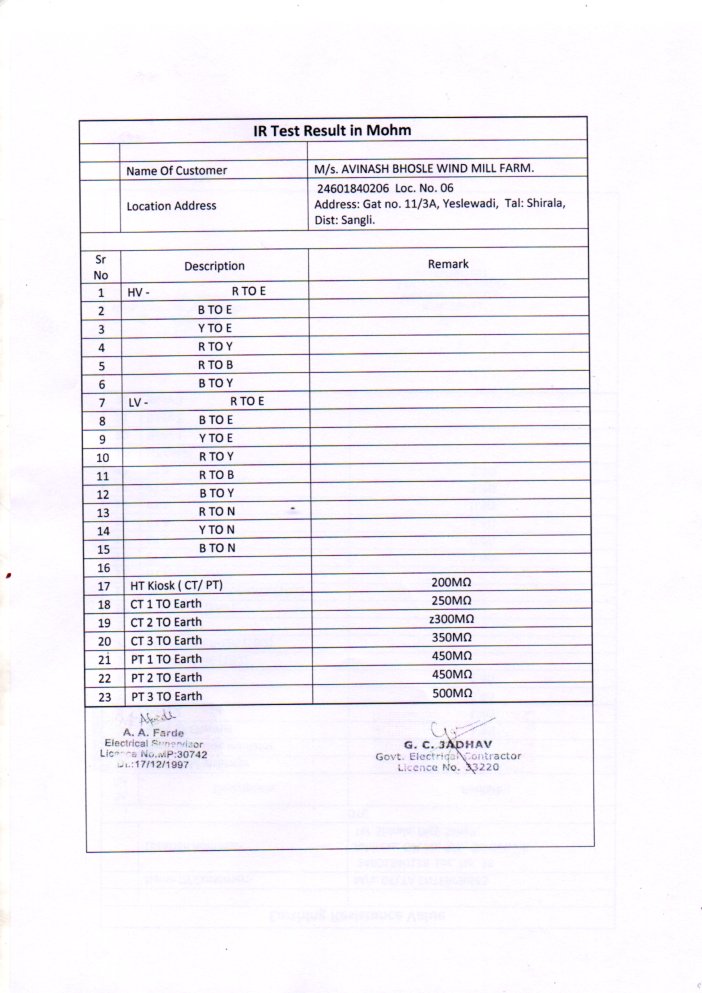 IR Test Result in Mohm
Name Of Customer M/s. AVINASH BHOSLE WIND MILL FARM.
24601840206 Loc. No. 06
Location Address Address: Gat no. 11/3A, Yeslewadi, Tal: Shirala,
Dist: Sangli.
Sr No Description Remark
1 HV - R TO E
2 B TO E
3 Y TO E
4 R TO Y
5 R TO B
6 B TO Y
7 LV - R TO E
8 B TO E
9 Y TO E
10 R TO Y
11 R TO B
12 B TO Y
13 R TO N -
14 Y TO N
15 B TO N
16
17 HT Kiosk ( CT/ PT) 200MΩ
18 CT 1 TO Earth 250MΩ
19 CT 2 TO Earth z300MΩ
20 CT 3 TO Earth 350MΩ
21 PT 1 TO Earth 450MΩ
22 PT 2 TO Earth 450MΩ
23 PT 3 TO Earth 500MΩ
A. A. Farde
Electrical Supervisor
Licence No.MP:30742
Dt.:17/12/1997
G. C. JADHAV
Govt. Electrical Contractor
Licence No. 33220